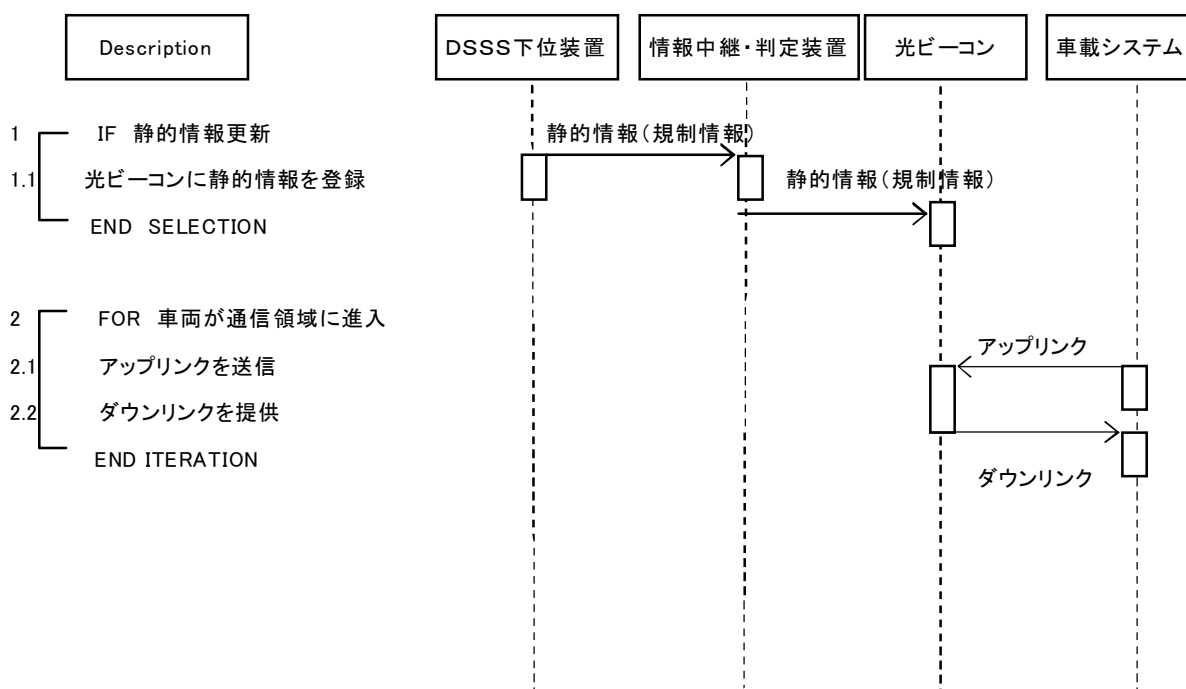 Description
DSSS下位装置
情報中継・判定装置
光ビーコン
車載システム
1 IF 静的情報更新
静的情報(規制情報)
1.1 光ビーコンに静的情報を登録
静的情報(規制情報)
END SELECTION
2 FOR 車両が通信領域に進入
アップリンク
2.1 アップリンクを送信
2.2 ダウンリンクを提供
END ITERATION
ダウンリンク